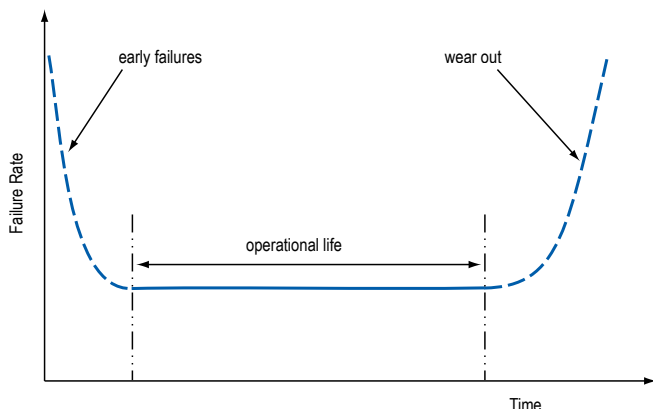 early failures
wear out
Failure Rate
operational life
Time